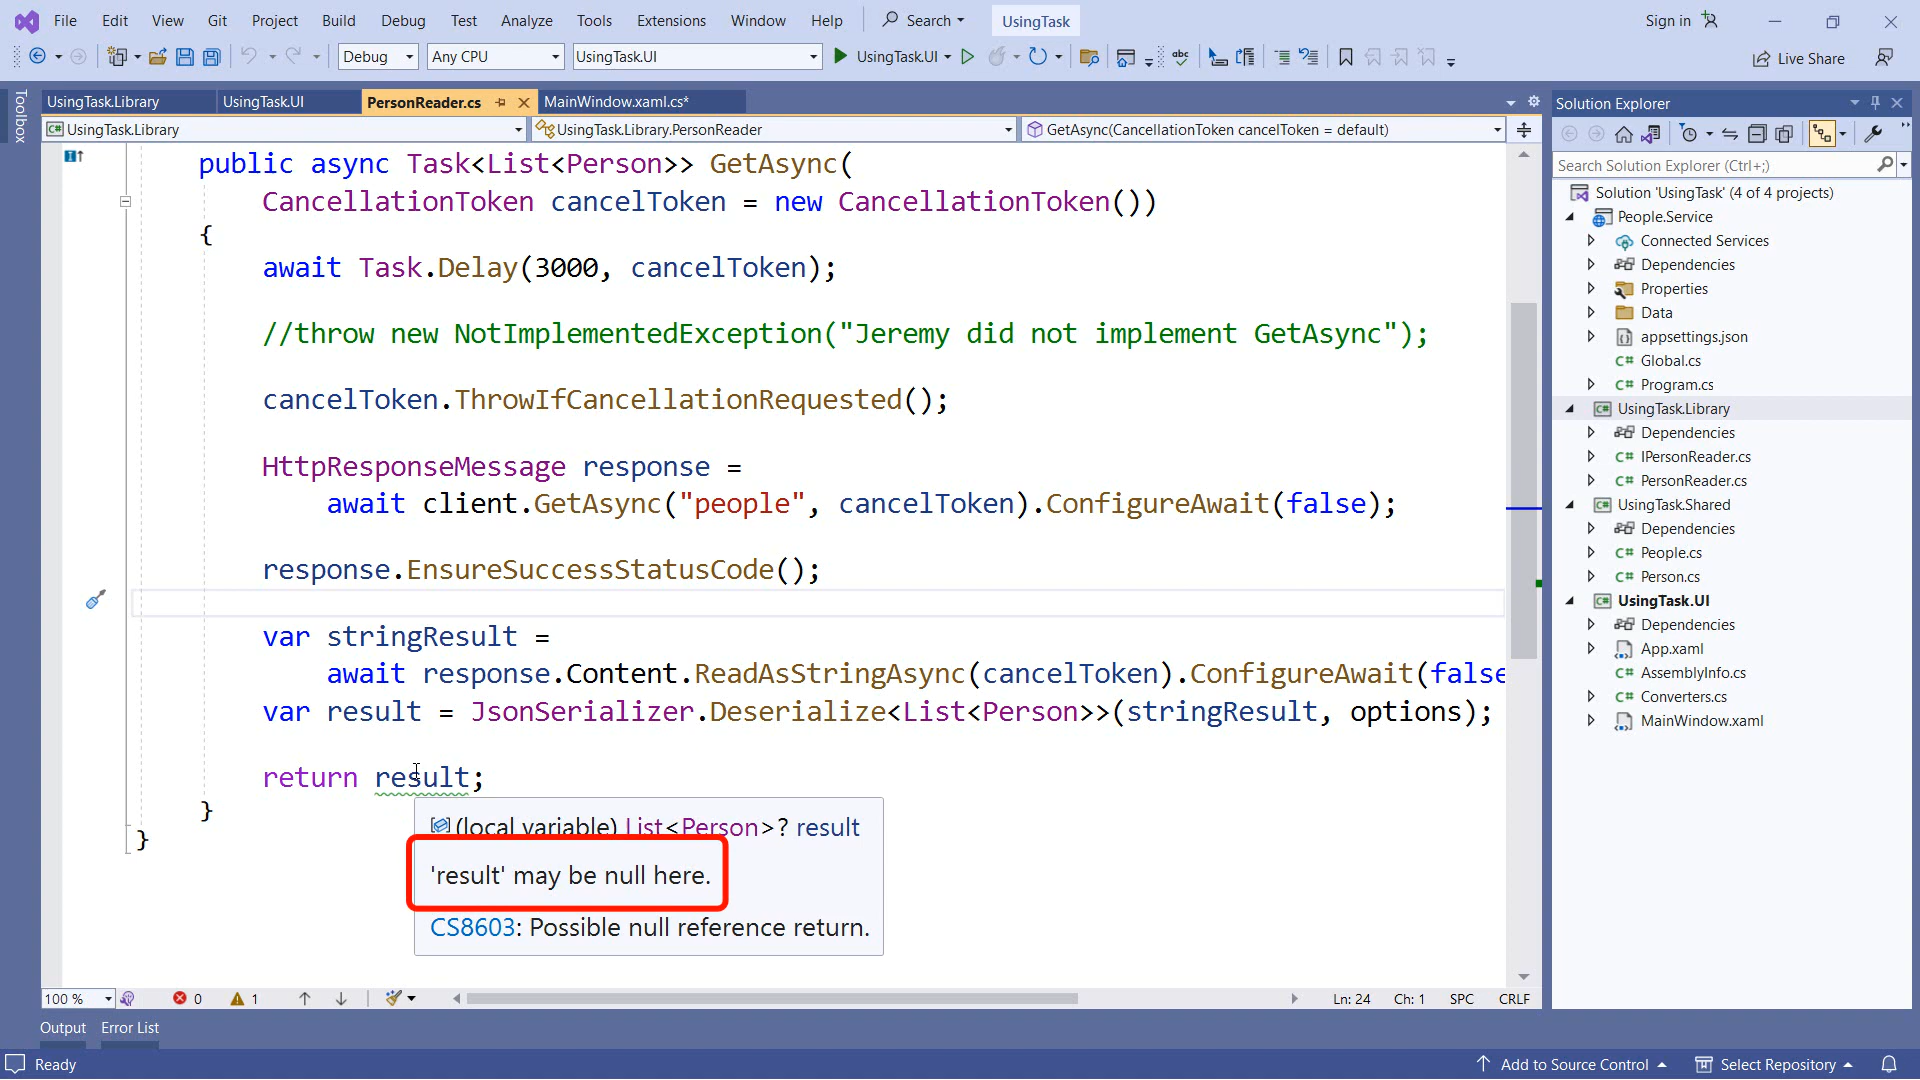 File Edit View Git Project Build Debug Test Analyze Tools Extensions Window Help Search UsingTask Sign in
Debug Any CPU UsingTask.UI UsingTask.UI Live Share
Toolbox
UsingTask.Library UsingTask.UI PersonReader.cs MainWindow.xaml.cs*
UsingTask.Library UsingTask.Library.PersonReader GetAsync(CancellationToken cancelToken = default)
public async Task<List<Person>> GetAsync(
CancellationToken cancelToken = new CancellationToken())
{
await Task.Delay(3000, cancelToken);
//throw new NotImplementedException("Jeremy did not implement GetAsync");
cancelToken.ThrowIfCancellationRequested();
HttpResponseMessage response =
await client.GetAsync("people", cancelToken).ConfigureAwait(false);
response.EnsureSuccessStatusCode();
var stringResult =
await response.Content.ReadAsStringAsync(cancelToken).ConfigureAwait(false
var result = JsonSerializer.Deserialize<List<Person>>(stringResult, options);
return result;
}
}
(local variable) List<Person>? result
'result' may be null here.
CS8603: Possible null reference return.
100 % 0 1 Ln: 24 Ch: 1 SPC CRLF
Solution Explorer
Search Solution Explorer (Ctrl+;)
Solution 'UsingTask' (4 of 4 projects)
People.Service
Connected Services
Dependencies
Properties
Data
appsettings.json
C# Global.cs
C# Program.cs
C# UsingTask.Library
Dependencies
C# IPersonReader.cs
C# PersonReader.cs
C# UsingTask.Shared
Dependencies
C# People.cs
C# Person.cs
C# UsingTask.UI
Dependencies
App.xaml
C# AssemblyInfo.cs
C# Converters.cs
MainWindow.xaml
Output Error List
Ready Add to Source Control Select Repository